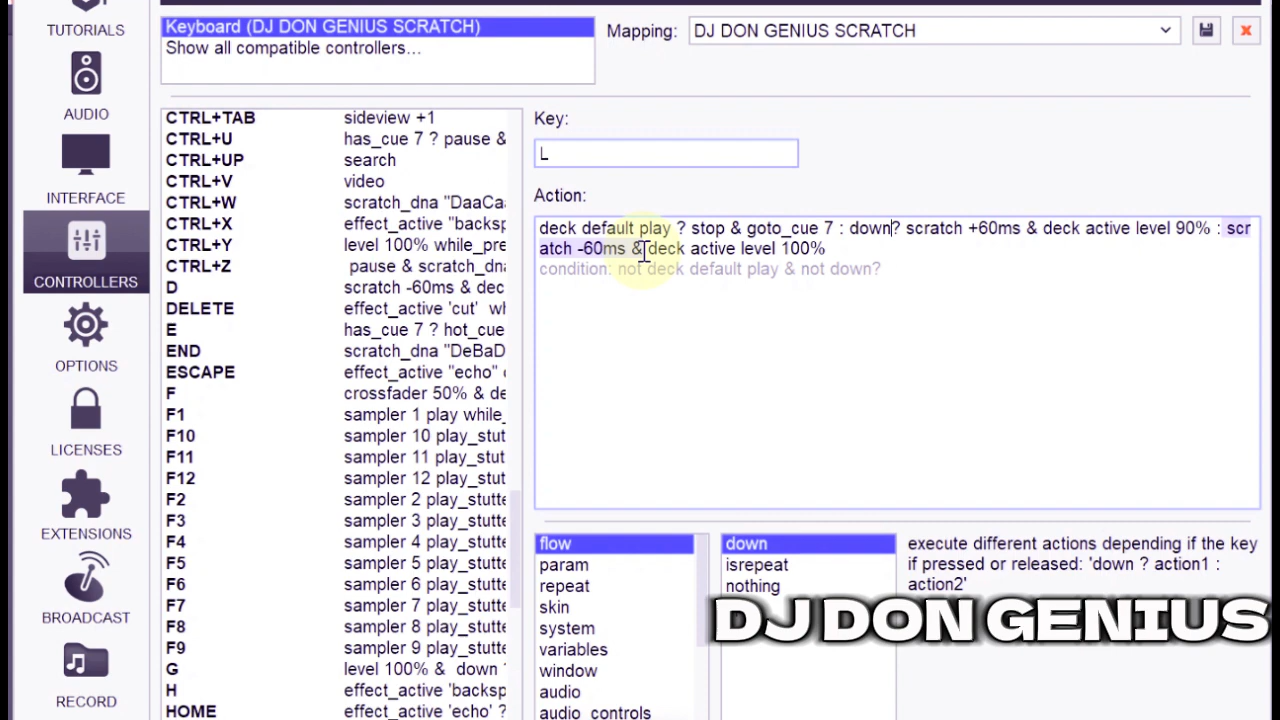 TUTORIALS
AUDIO
INTERFACE
CONTROLLERS
OPTIONS
LICENSES
EXTENSIONS
BROADCAST
RECORD
Keyboard (DJ DON GENIUS SCRATCH)
Show all compatible controllers...
Mapping: DJ DON GENIUS SCRATCH
CTRL+TAB sideview +1
CTRL+U has_cue 7 ? pause &
CTRL+UP search
CTRL+V video
CTRL+W scratch_dna "DaaCa
CTRL+X effect_active "backsp
CTRL+Y level 100% while_pre
CTRL+Z pause & scratch_dn
D scratch -60ms & dec
DELETE effect_active 'cut' wh
E has_cue 7 ? hot_cue
END scratch_dna "DeBaD
ESCAPE effect_active "echo"
F crossfader 50% & de
F1 sampler 1 play while_
F10 sampler 10 play_stut
F11 sampler 11 play_stut
F12 sampler 12 play_stut
F2 sampler 2 play_stutte
F3 sampler 3 play_stutte
F4 sampler 4 play_stutte
F5 sampler 5 play_stutte
F6 sampler 6 play_stutte
F7 sampler 7 play_stutte
F8 sampler 8 play_stutte
F9 sampler 9 play_stutte
G level 100% & down
H effect_active 'backsp
HOME effect_active 'echo' ?
Key:
L
Action:
deck default play ? stop & goto_cue 7 : down? scratch +60ms & deck active level 90% : scr
atch -60ms & deck active level 100%
condition: not deck default play & not down?
flow
param
repeat
skin
system
variables
window
audio
audio_controls
down
isrepeat
nothing
execute different actions depending if the key
if pressed or released: 'down ? action1 :
action2'
DJ DON GENIUS